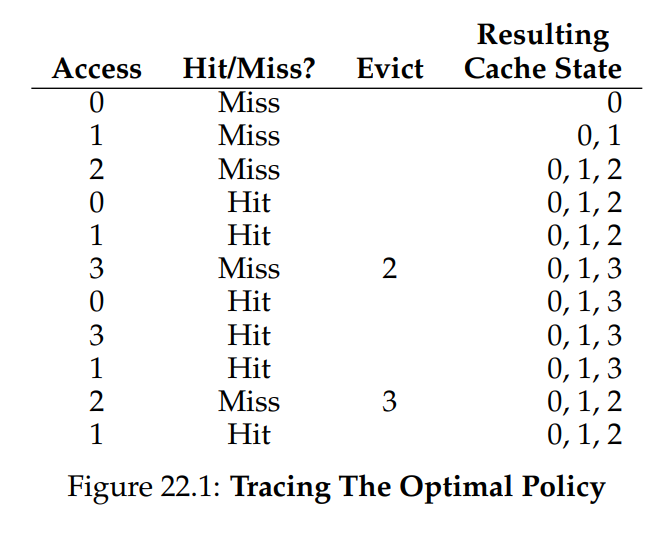 Resulting
Access Hit/Miss? Evict Cache State
0 Miss 0
1 Miss 0, 1
2 Miss 0, 1, 2
0 Hit 0, 1, 2
1 Hit 0, 1, 2
3 Miss 2 0, 1, 3
0 Hit 0, 1, 3
3 Hit 0, 1, 3
1 Hit 0, 1, 3
2 Miss 3 0, 1, 2
1 Hit 0, 1, 2
Figure 22.1: Tracing The Optimal Policy